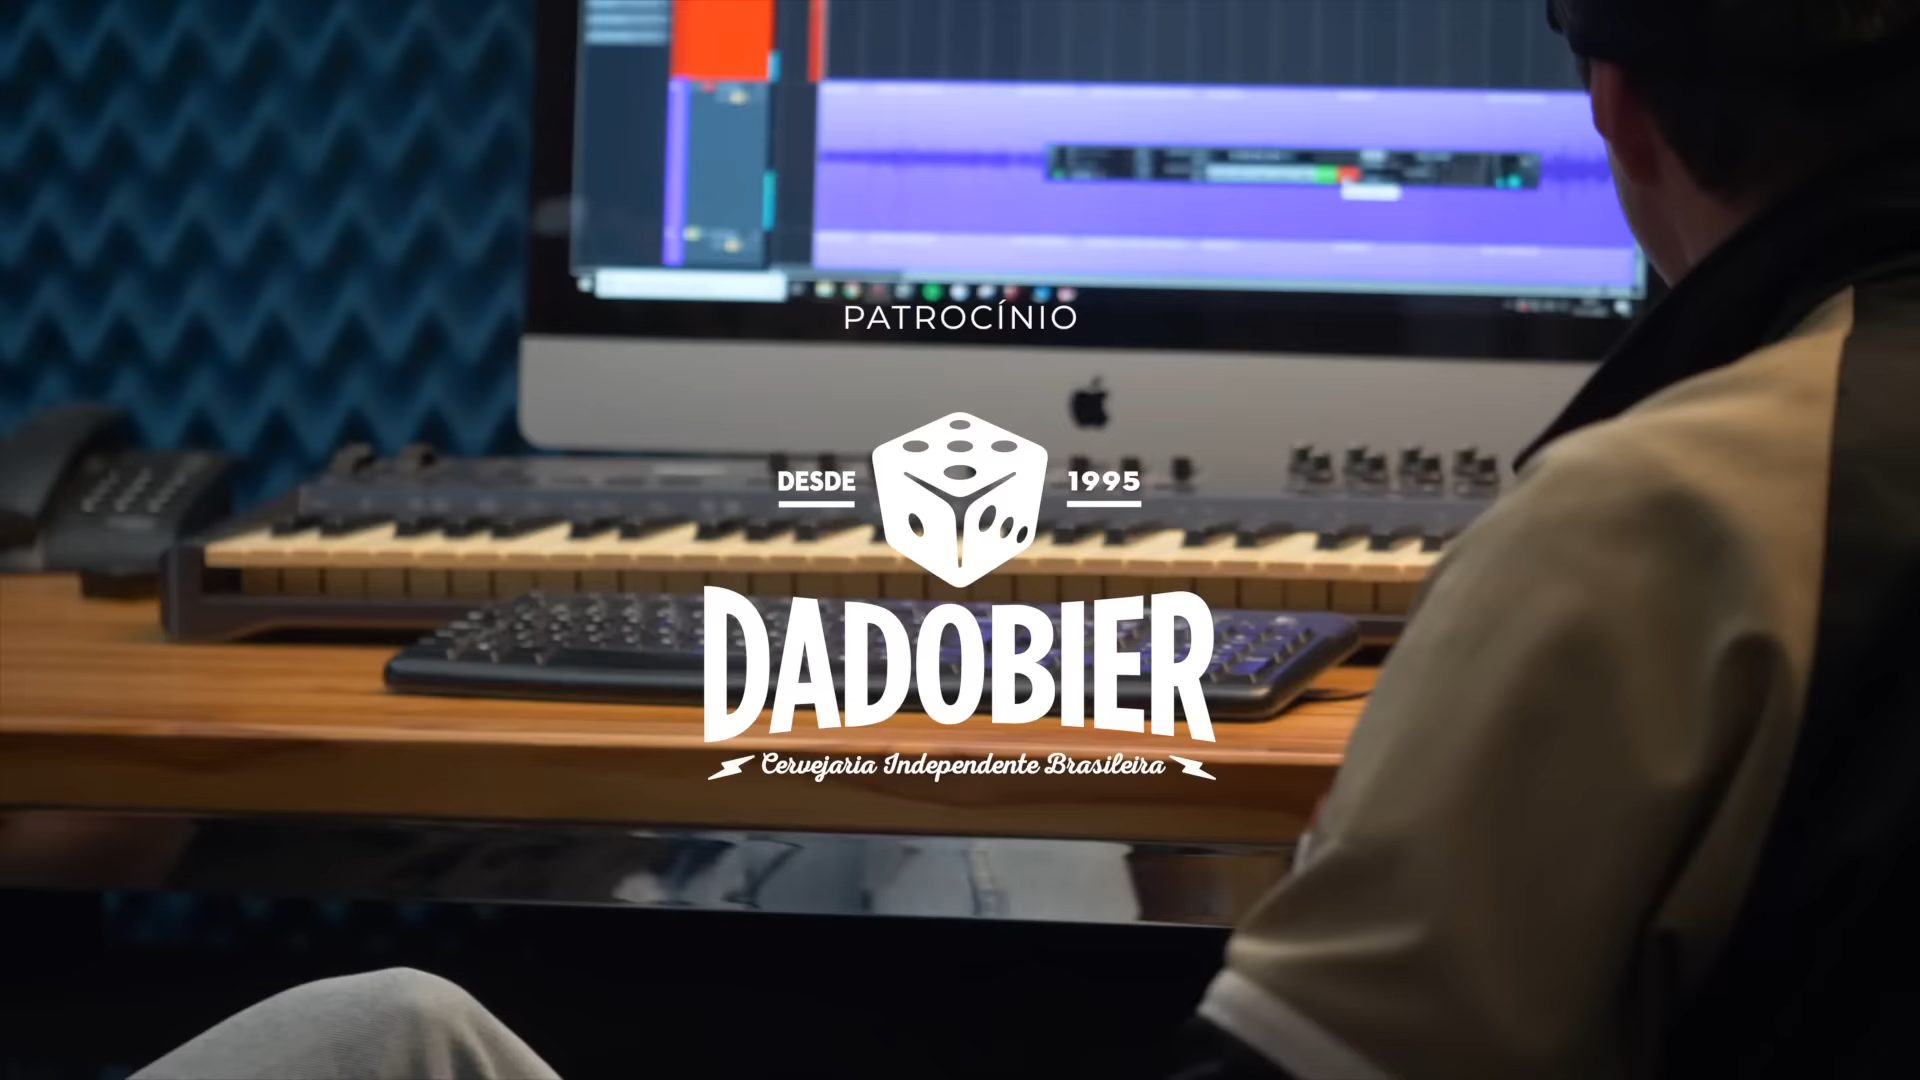 PATROCÍNIO
DESDE 1995
DADOBIER
Cervejaria Independente Brasileira